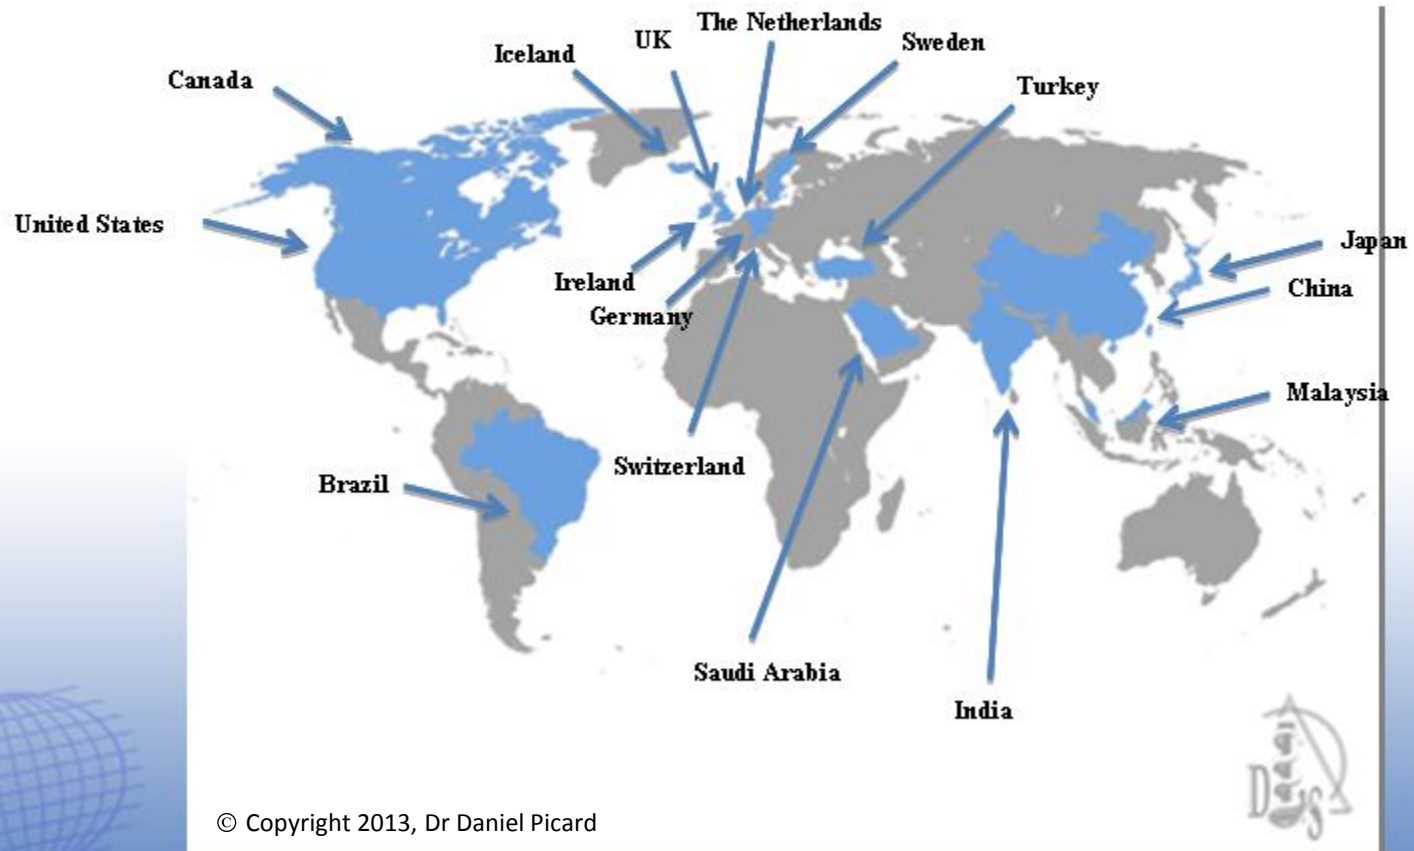 The Netherlands
UK
Sweden
Iceland
Canada
Turkey
United States
Japan
Ireland
China
Germany
Malaysia
Switzerland
Brazil
Saudi Arabia
India
© Copyright 2013, Dr Daniel Picard